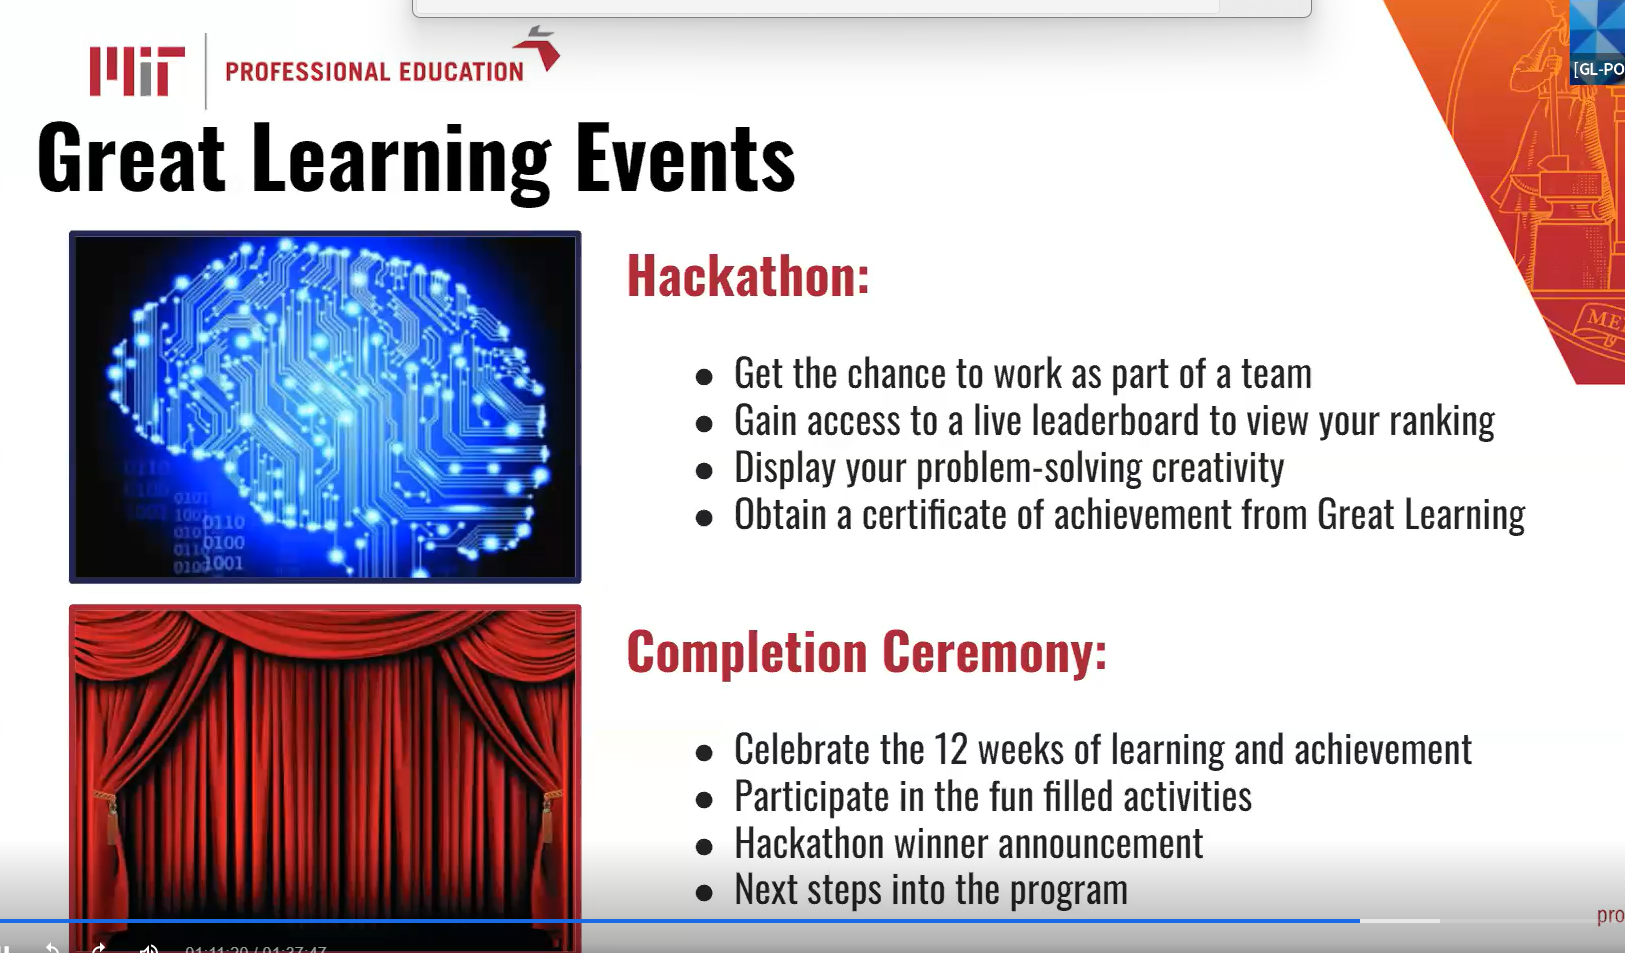 MIT PROFESSIONAL EDUCATION
[GL-PO
Great Learning Events
Hackathon:
● Get the chance to work as part of a team
● Gain access to a live leaderboard to view your ranking
● Display your problem-solving creativity
● Obtain a certificate of achievement from Great Learning
0110
0100
1001
Completion Ceremony:
● Celebrate the 12 weeks of learning and achievement
● Participate in the fun filled activities
● Hackathon winner announcement
● Next steps into the program
pro
01:11:20 / 01:37:47